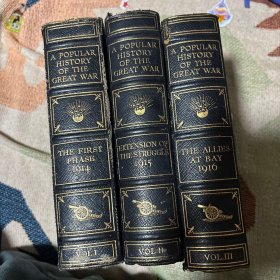 A POPULAR
HISTORY
OF THE
GREAT WAR
THE FIRST
PHASE
1914
VOL I
A POPULAR
HISTORY
OF THE
GREAT WAR
EXTENSION OF
THE STRUGGLE
1915
VOL II
A POPULAR
HISTORY
OF THE
GREAT WAR
THE ALLIES
AT BAY
1916
VOL III